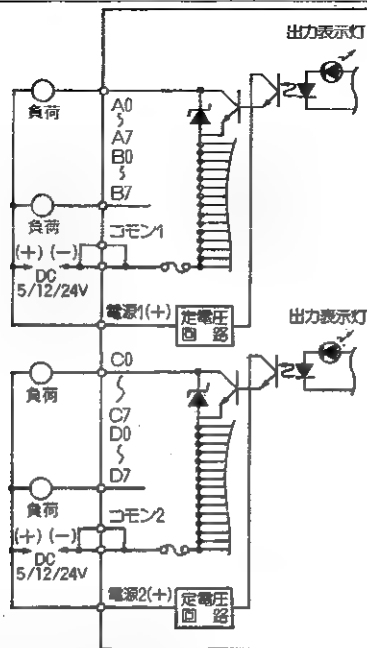 出力表示灯
負荷
A0
〜
A7
B0
〜
B7
負荷
コモン1
(+) (−)
DC
5/12/24V
電源1(+)
定電圧
回 路
出力表示灯
負荷
C0
〜
C7
D0
〜
D7
負荷
コモン2
(+) (−)
DC
5/12/24V
電源2(+)
定電圧
回 路